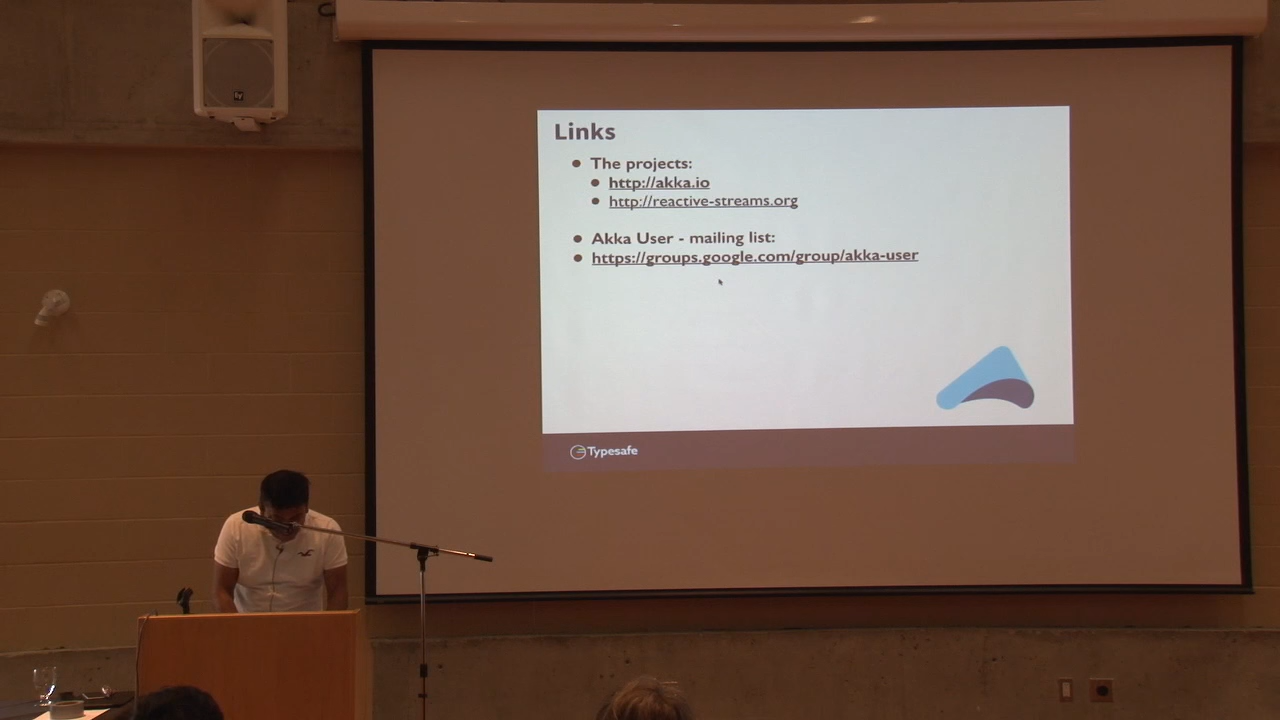 Links
The projects:
http://akka.io
http://reactive-streams.org
Akka User - mailing list:
https://groups.google.com/group/akka-user
Typesafe